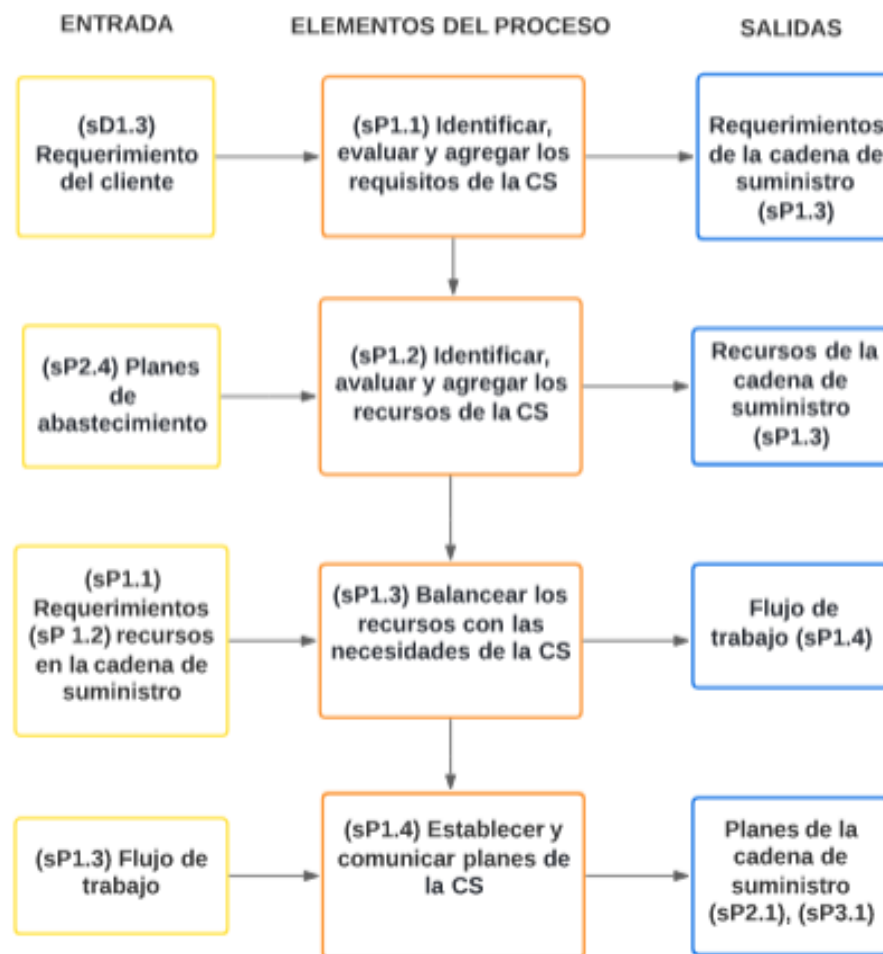 ENTRADA
ELEMENTOS DEL PROCESO
SALIDAS
(sD1.3)
Requerimiento
del cliente
(sP1.1) Identificar,
evaluar y agregar los
requisitos de la CS
Requerimientos
de la cadena de
suministro
(sP1.3)
(sP2.4) Planes
de
abastecimiento
(sP1.2) Identificar,
avaluar y agregar los
recursos de la CS
Recursos de la
cadena de
suministro
(sP1.3)
(sP1.1)
Requerimientos
(sP 1.2) recursos
en la cadena de
suministro
(sP1.3) Balancear los
recursos con las
necesidades de la CS
Flujo de
trabajo (sP1.4)
(sP1.3) Flujo de
trabajo
(sP1.4) Establecer y
comunicar planes de
la CS
Planes de la
cadena de
suministro
(sP2.1), (sP3.1)